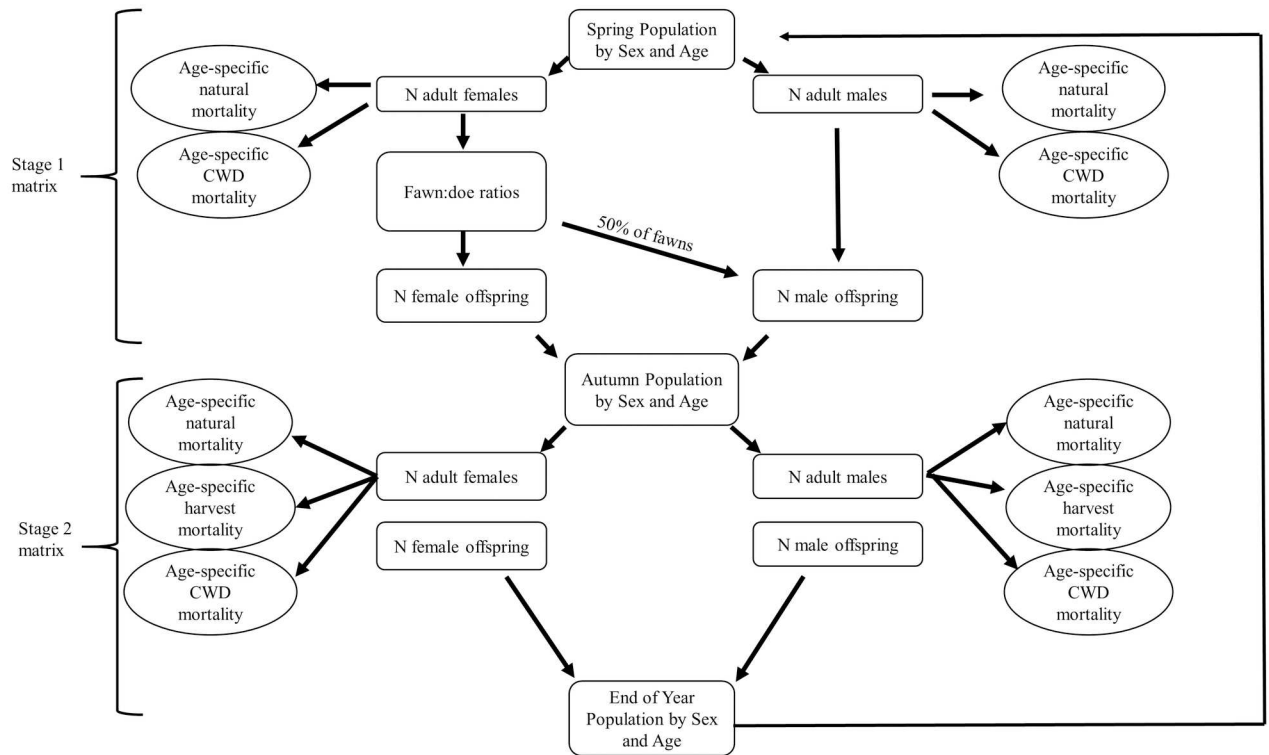 Spring Population
by Sex and Age
Age-specific
natural
mortality
N adult females
N adult males
Age-specific
natural
mortality
Stage 1
matrix
Age-specific
CWD
mortality
Fawn:doe ratios
Age-specific
CWD
mortality
50% of fawns
N female offspring
N male offspring
Autumn Population
by Sex and Age
Age-specific
natural
mortality
N adult females
N adult males
Age-specific
natural
mortality
Stage 2
matrix
Age-specific
harvest
mortality
Age-specific
harvest
mortality
N female offspring
N male offspring
Age-specific
CWD
mortality
Age-specific
CWD
mortality
End of Year
Population by Sex
and Age